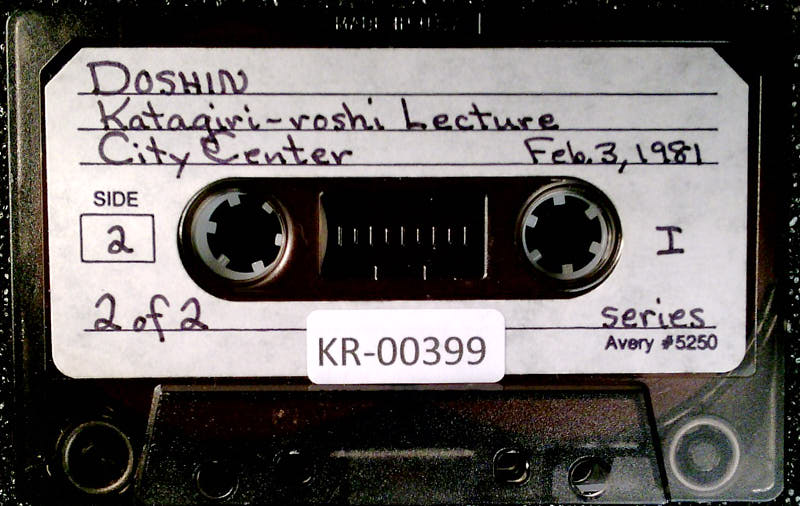 DOSHIN
Katagiri-roshi Lecture
City Center Feb. 3, 1981
SIDE
2 I
2 of 2 series
KR-00399 Avery #5250